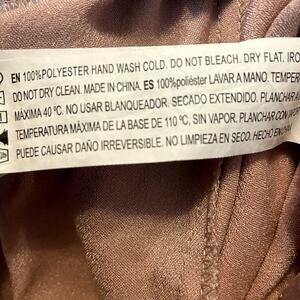 EN 100%POLYESTER HAND WASH COLD. DO NOT BLEACH. DRY FLAT. IRO
DO NOT DRY CLEAN. MADE IN CHINA. ES 100%poliéster LAVAR A MANO. TEMPERA
MÁXIMA 40 ºC. NO USAR BLANQUEADOR. SECADO EXTENDIDO. PLANCHAR A
TEMPERATURA MÁXIMA DE LA BASE DE 110 ºC, SIN VAPOR. PLANCHAR CON VAPO
PUEDE CAUSAR DAÑO IRREVERSIBLE. NO LIMPIEZA EN SECO. HECHO EN